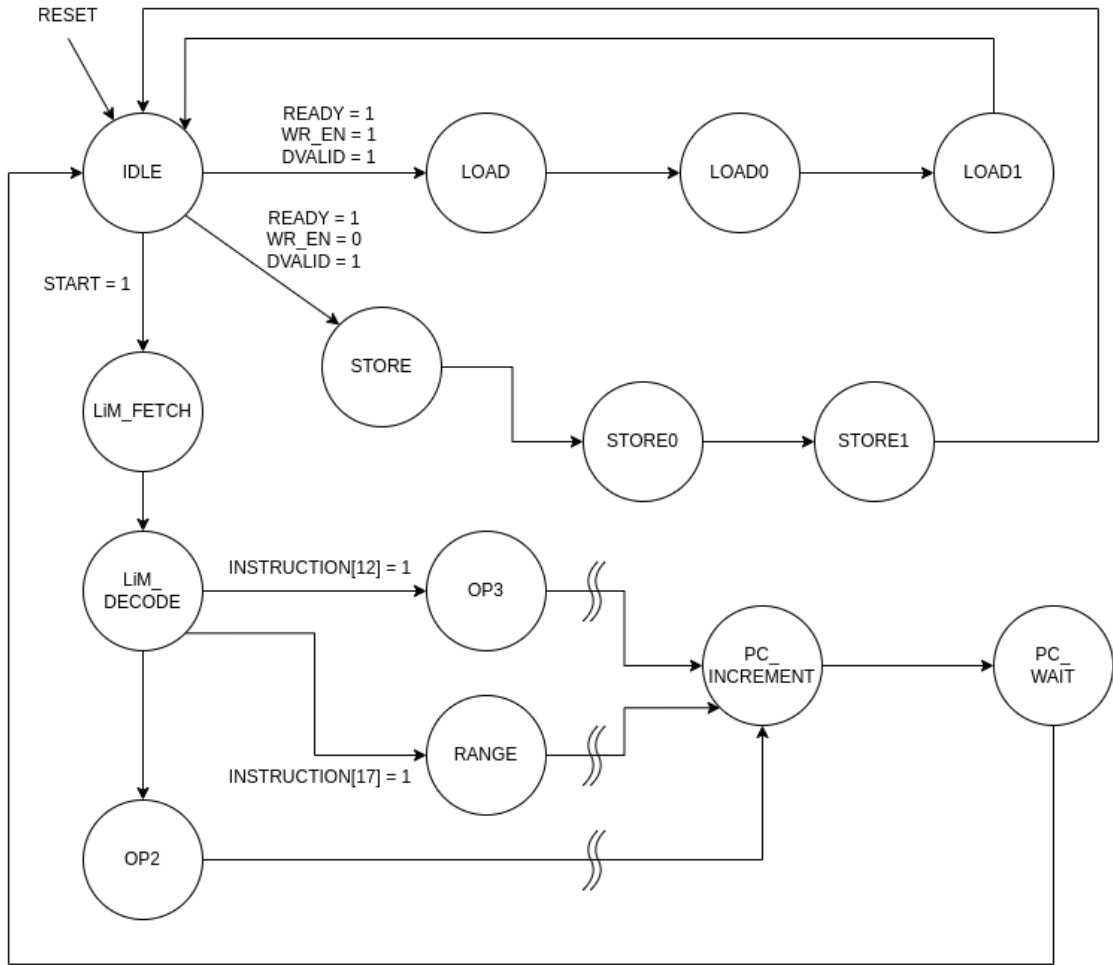 RESET
READY = 1
WR_EN = 1
DVALID = 1
IDLE
LOAD
LOAD0
LOAD1
READY = 1
WR_EN = 0
DVALID = 1
START = 1
STORE
LiM_FETCH
STORE0
STORE1
INSTRUCTION[12] = 1
LiM_
DECODE
OP3
PC_
INCREMENT
PC_
WAIT
RANGE
INSTRUCTION[17] = 1
OP2